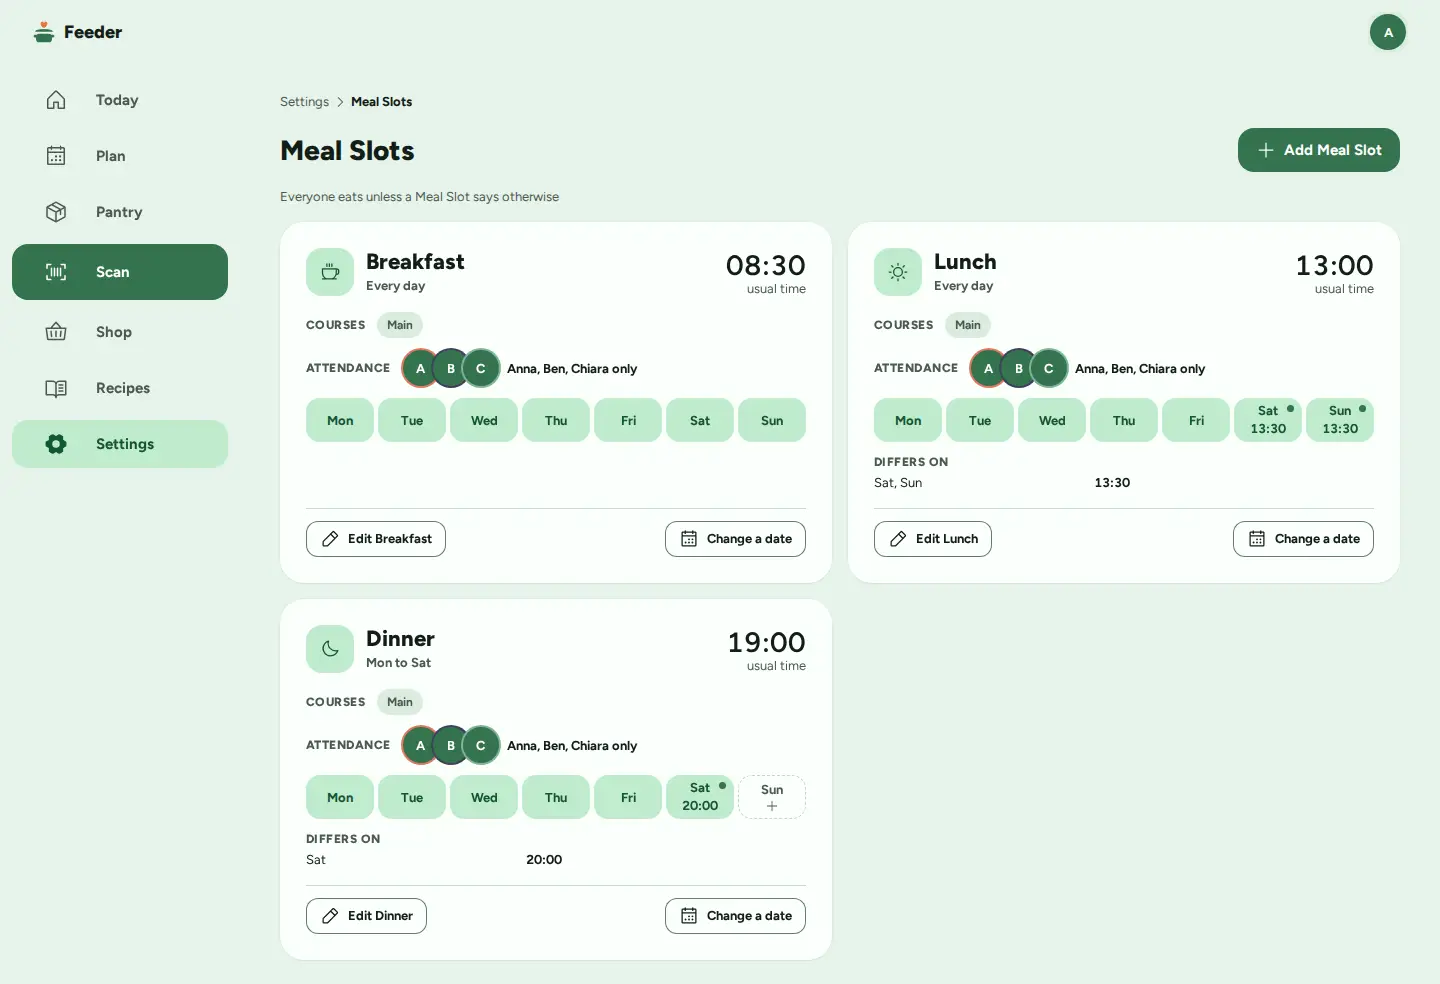 Feeder
A
Today
Plan
Pantry
Scan
Shop
Recipes
Settings
Settings > Meal Slots
Meal Slots
Add Meal Slot
Everyone eats unless a Meal Slot says otherwise
Breakfast
Every day
08:30
usual time
COURSES Main
ATTENDANCE A B C Anna, Ben, Chiara only
Mon Tue Wed Thu Fri Sat Sun
Edit Breakfast
Change a date
Lunch
Every day
13:00
usual time
COURSES Main
ATTENDANCE A B C Anna, Ben, Chiara only
Mon Tue Wed Thu Fri Sat Sun
13:30 13:30
DIFFERS ON
Sat, Sun 13:30
Edit Lunch
Change a date
Dinner
Mon to Sat
19:00
usual time
COURSES Main
ATTENDANCE A B C Anna, Ben, Chiara only
Mon Tue Wed Thu Fri Sat Sun
20:00 +
DIFFERS ON
Sat 20:00
Edit Dinner
Change a date